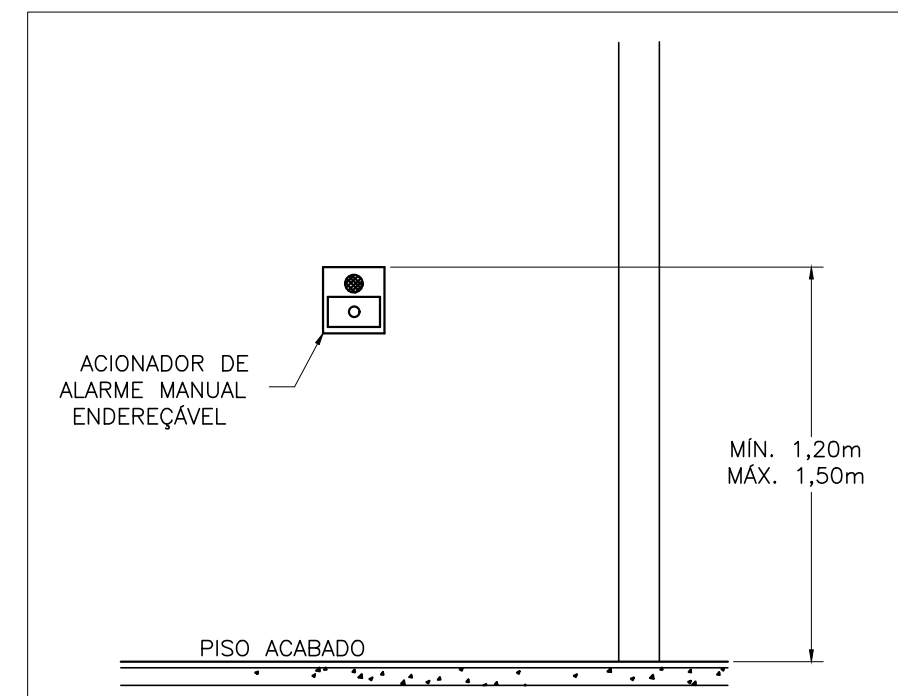 ACIONADOR DE
ALARME MANUAL
ENDEREÇÁVEL
MÍN. 1,20m
MÁX. 1,50m
PISO ACABADO